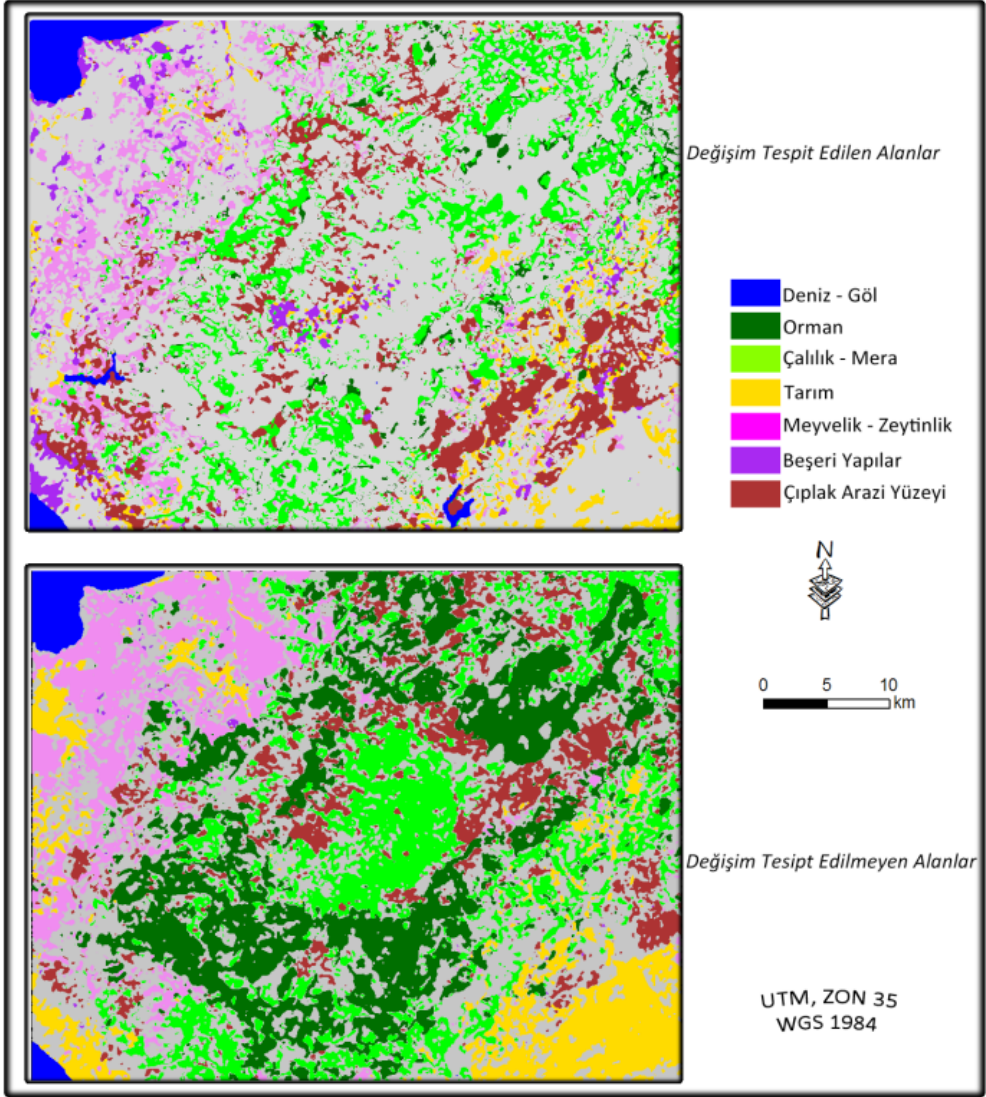 Değişim Tespit Edilen Alanlar
Deniz - Göl
Orman
Çalılık - Mera
Tarım
Meyvelik - Zeytinlik
Beşeri Yapılar
Çıplak Arazi Yüzeyi
N
0 5 10
km
Değişim Tesipt Edilmeyen Alanlar
UTM, ZON 35
WGS 1984